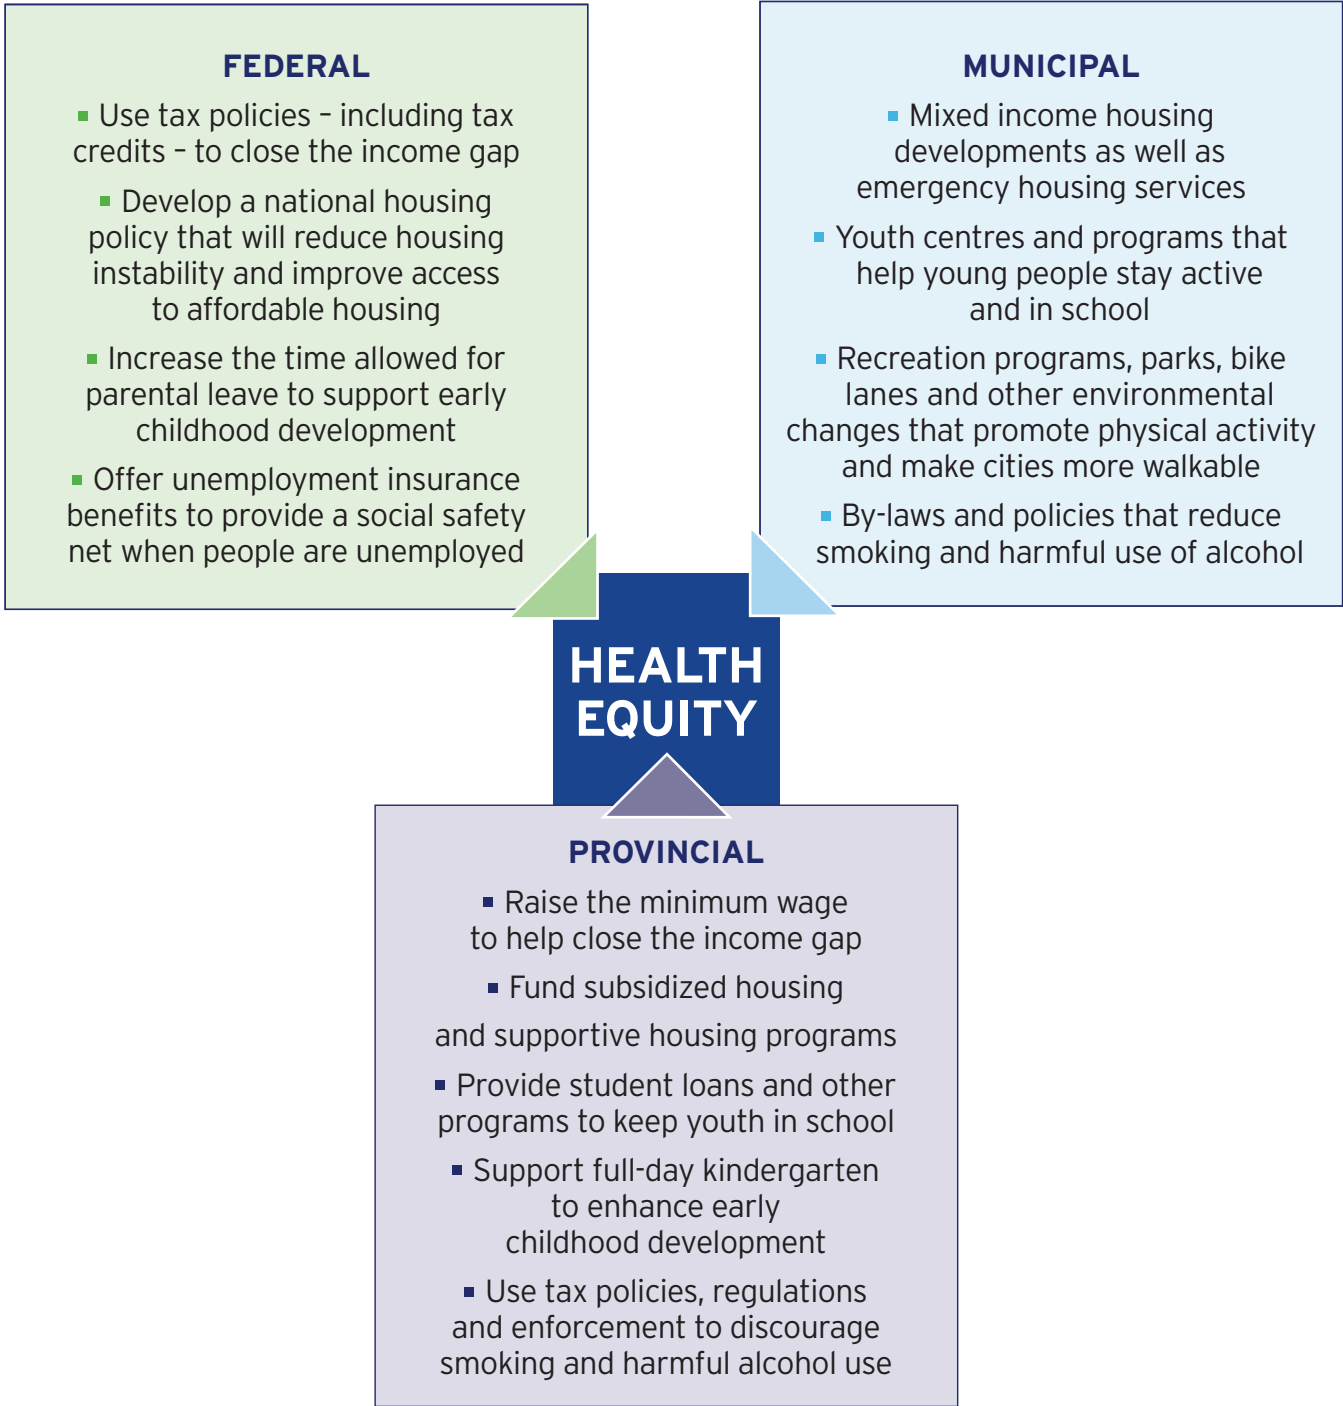 FEDERAL
▪ Use tax policies – including tax
credits – to close the income gap
▪ Develop a national housing
policy that will reduce housing
instability and improve access
to affordable housing
▪ Increase the time allowed for
parental leave to support early
childhood development
▪ Offer unemployment insurance
benefits to provide a social safety
net when people are unemployed
MUNICIPAL
▪ Mixed income housing
developments as well as
emergency housing services
▪ Youth centres and programs that
help young people stay active
and in school
▪ Recreation programs, parks, bike
lanes and other environmental
changes that promote physical activity
and make cities more walkable
▪ By-laws and policies that reduce
smoking and harmful use of alcohol
HEALTH
EQUITY
PROVINCIAL
▪ Raise the minimum wage
to help close the income gap
▪ Fund subsidized housing
and supportive housing programs
▪ Provide student loans and other
programs to keep youth in school
▪ Support full-day kindergarten
to enhance early
childhood development
▪ Use tax policies, regulations
and enforcement to discourage
smoking and harmful alcohol use